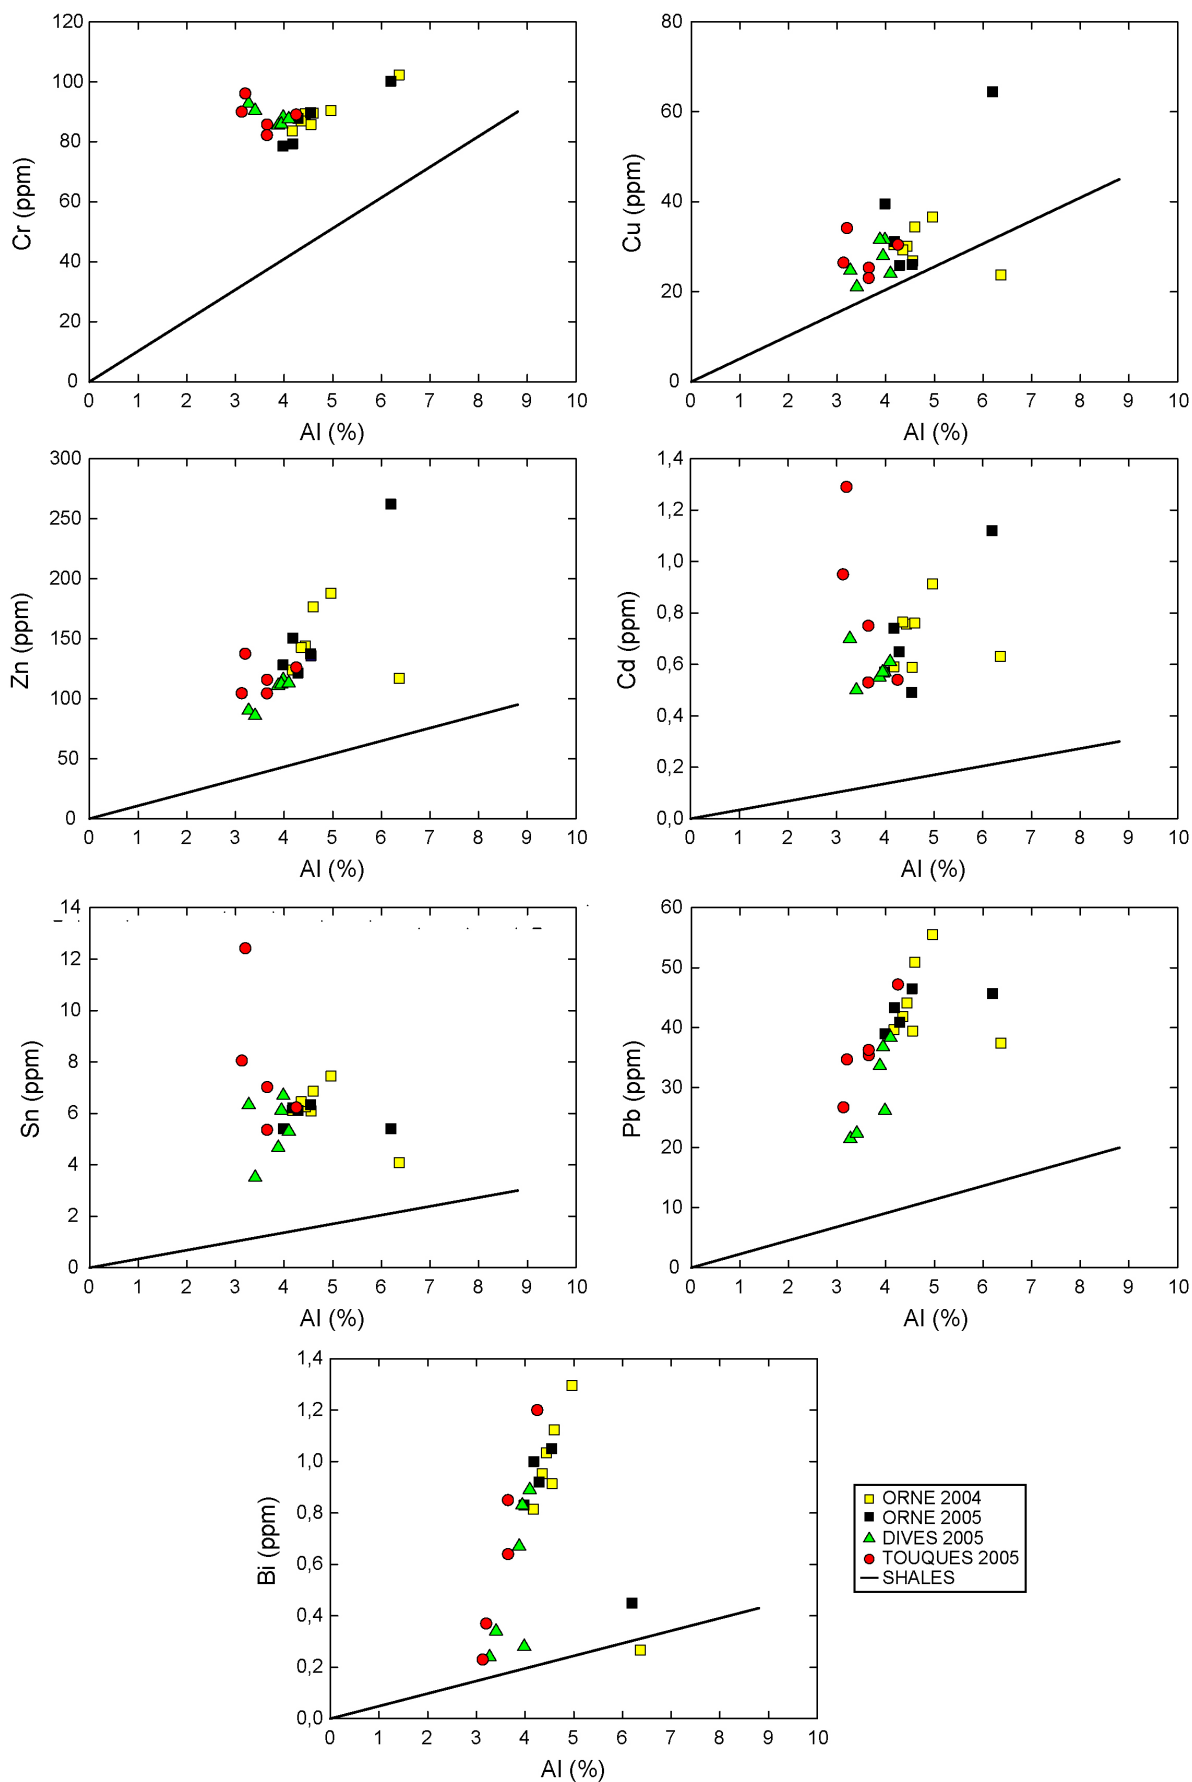 120
100
80
60
40
20
0
Cr (ppm)
0 1 2 3 4 5 6 7 8 9 10
Al (%)
80
60
40
20
0
Cu (ppm)
0 1 2 3 4 5 6 7 8 9 10
Al (%)
300
250
200
150
100
50
0
Zn (ppm)
0 1 2 3 4 5 6 7 8 9 10
Al (%)
1,4
1,2
1,0
0,8
0,6
0,4
0,2
0,0
Cd (ppm)
0 1 2 3 4 5 6 7 8 9 10
Al (%)
14
12
10
8
6
4
2
0
Sn (ppm)
0 1 2 3 4 5 6 7 8 9 10
Al (%)
60
50
40
30
20
10
0
Pb (ppm)
0 1 2 3 4 5 6 7 8 9 10
Al (%)
1,4
1,2
1,0
0,8
0,6
0,4
0,2
0,0
Bi (ppm)
0 1 2 3 4 5 6 7 8 9 10
Al (%)
ORNE 2004
ORNE 2005
DIVES 2005
TOUQUES 2005
SHALES